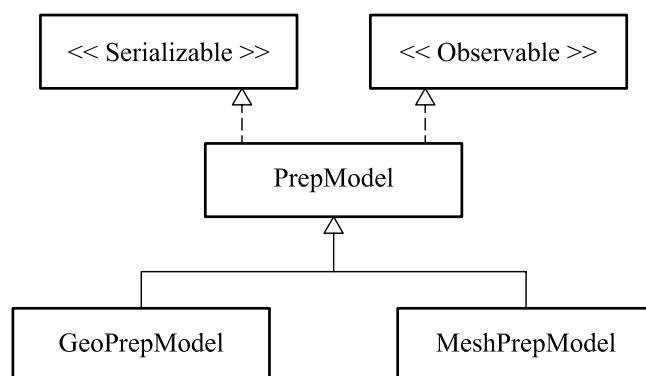 << Serializable >>
<< Observable >>
PrepModel
GeoPrepModel
MeshPrepModel